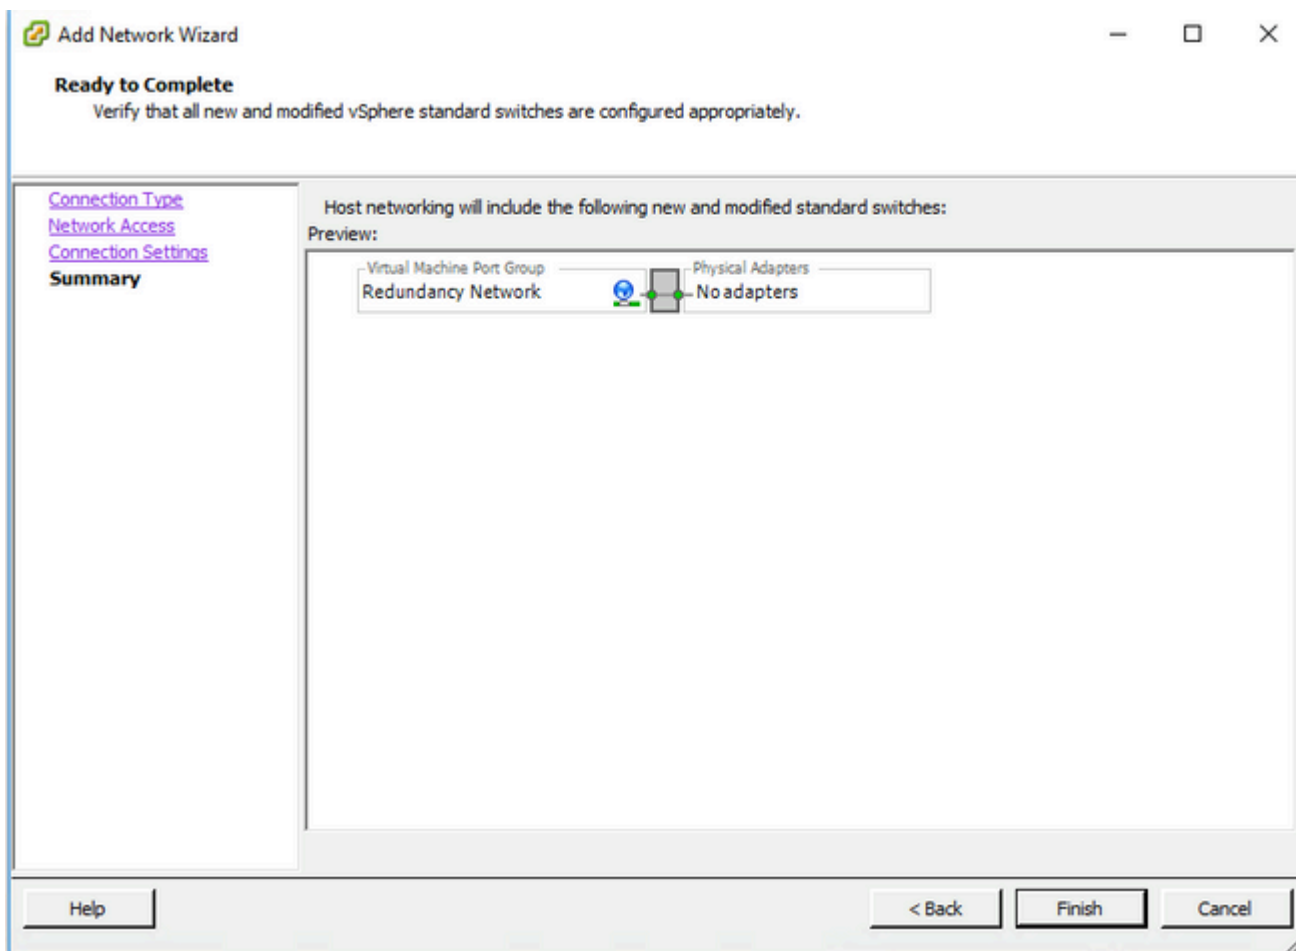 Add Network Wizard
Ready to Complete
Verify that all new and modified vSphere standard switches are configured appropriately.
Connection Type
Network Access
Connection Settings
Summary
Host networking will include the following new and modified standard switches:
Preview:
Virtual Machine Port Group
Redundancy Network
Physical Adapters
No adapters
Help
< Back
Finish
Cancel